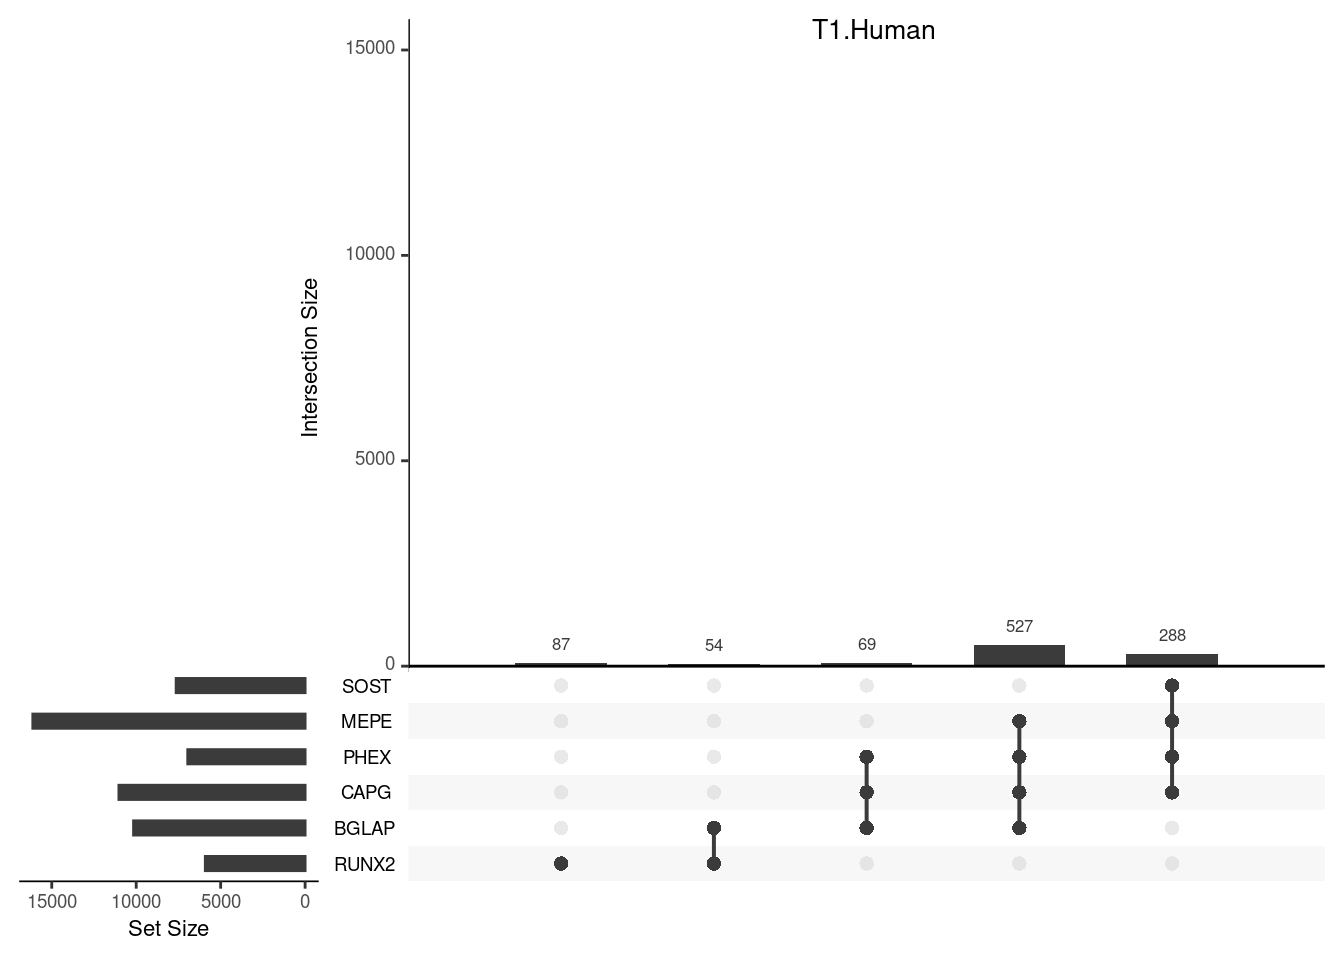 T1.Human
15000
10000
5000
0
Intersection Size
87
54
69
527
288
SOST
MEPE
PHEX
CAPG
BGLAP
RUNX2
15000 10000 5000 0
Set Size